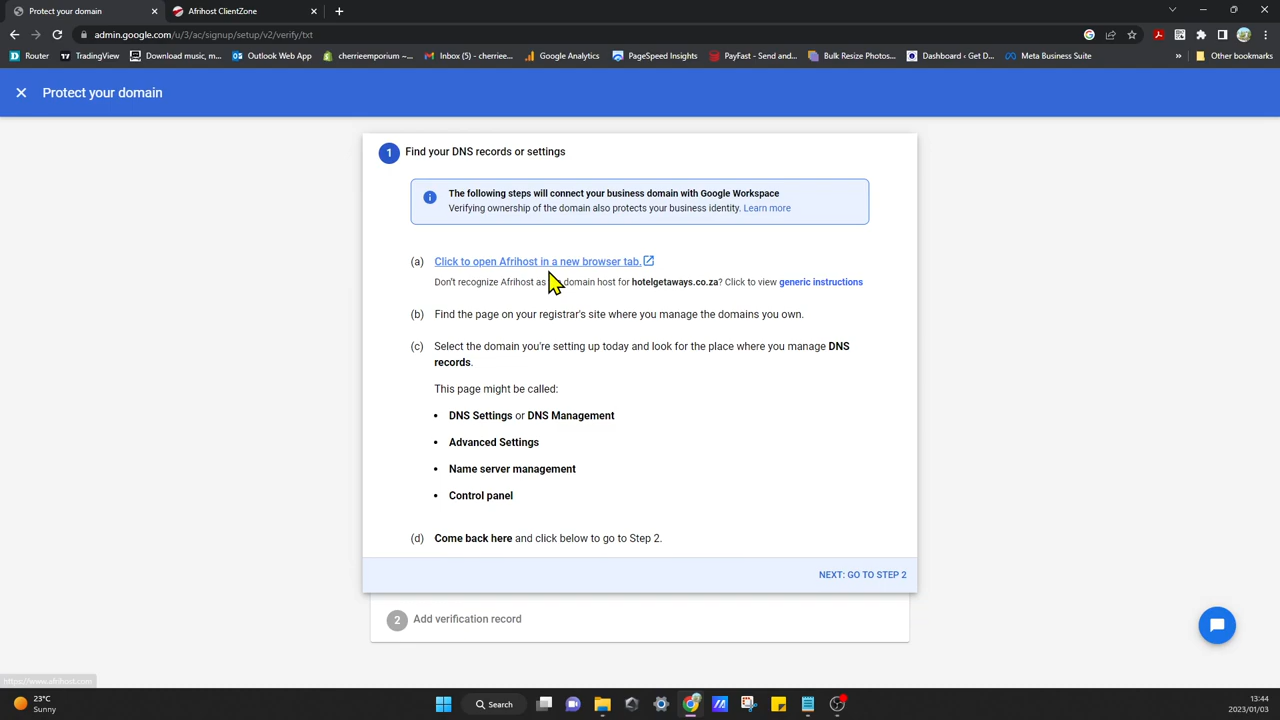 Protect your domain
Afrihost ClientZone
admin.google.com/u/3/ac/signup/setup/v2/verify/txt
Router
TradingView
Download music, m...
Outlook Web App
cherrieemporium ~...
Inbox (6) - cherriee...
Google Analytics
PageSpeed Insights
PayFast - Send and...
Bulk Resize Photos...
Dashboard ‹ Get D...
Meta Business Suite
»
Other bookmarks
Protect your domain
1 Find your DNS records or settings
The following steps will connect your business domain with Google Workspace
Verifying ownership of the domain also protects your business identity. Learn more
(a) Click to open Afrihost in a new browser tab.
Don't recognize Afrihost as domain host for hotelgetaways.co.za? Click to view generic instructions
(b) Find the page on your registrar's site where you manage the domains you own.
(c) Select the domain you're setting up today and look for the place where you manage DNS
records.
This page might be called:
• DNS Settings or DNS Management
• Advanced Settings
• Name server management
• Control panel
(d) Come back here and click below to go to Step 2.
NEXT: GO TO STEP 2
2 Add verification record
https://www.afrihost.com
23°C
Sunny
Search
13:44
2023/01/03